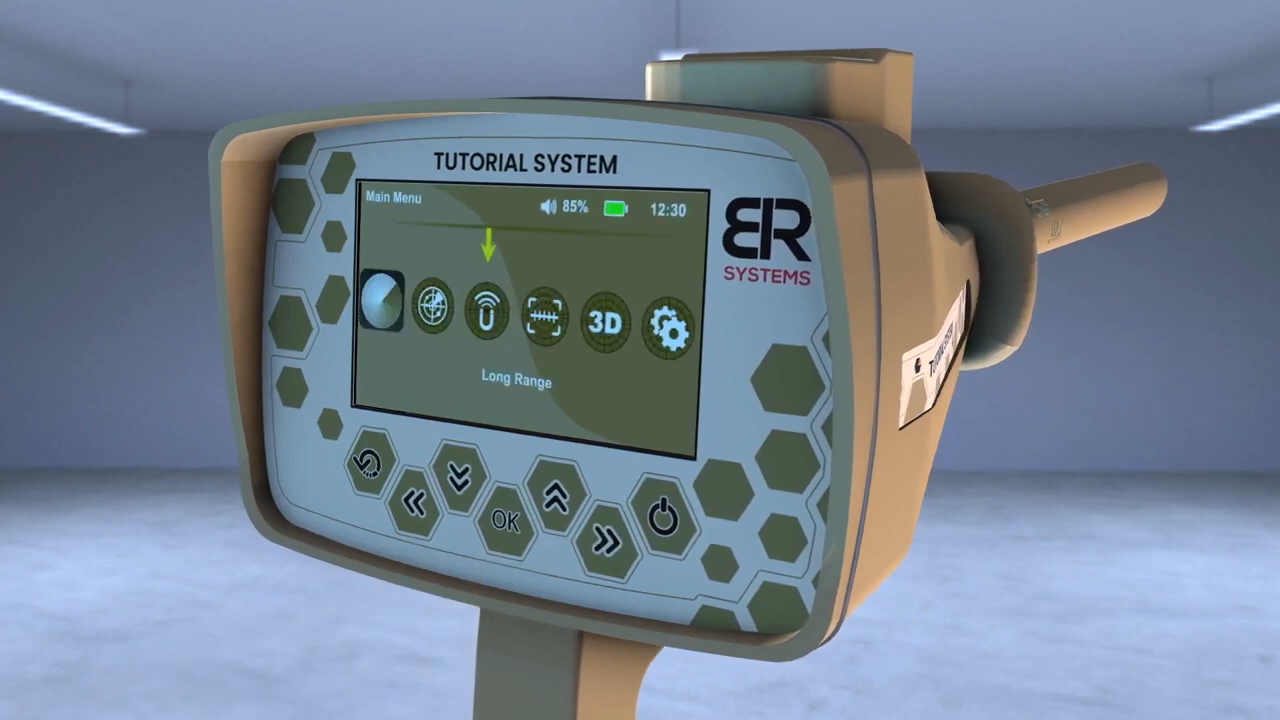 TUTORIAL SYSTEM
Main Menu
85%
12:30
BR
SYSTEMS
3D
Long Range
OK